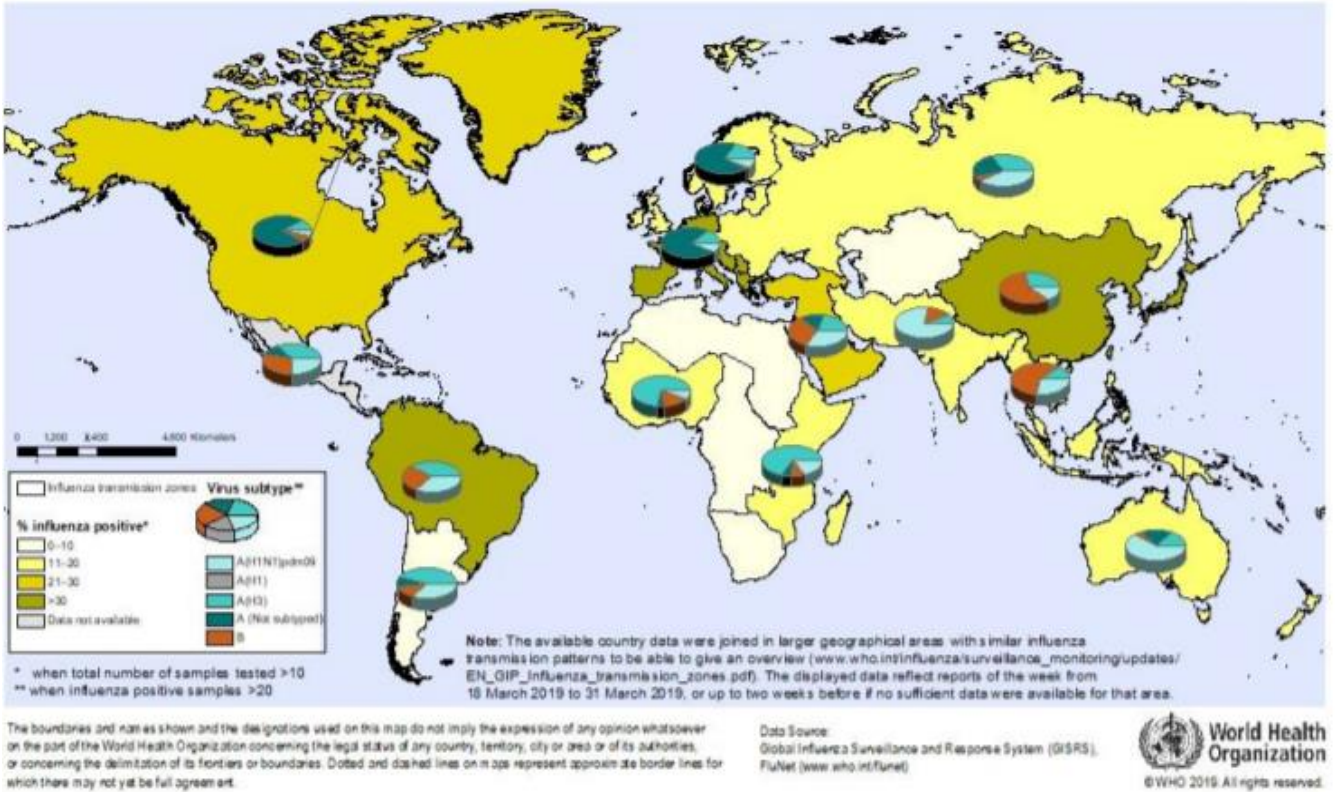 0 1,200 2,400 4,800 Kilometers
Influenza transmission zones
Virus subtype**
% influenza positive*
0-10
11-20
21-30
>30
Data not available
A(H1N1)pdm09
A(H1)
A(H3)
A (Not subtyped)
B
* when total number of samples tested >10
** when influenza positive samples >20
Note: The available country data were joined in larger geographical areas with similar influenza
transmission patterns to be able to give an overview (www.who.int/influenza/surveillance_monitoring/updates/
EN_GIP_Influenza_transmission_zones.pdf). The displayed data reflect reports of the week from
18 March 2019 to 31 March 2019, or up to two weeks before if no sufficient data were available for that area.
The boundaries and names shown and the designations used on this map do not imply the expression of any opinion whatsoever
on the part of the World Health Organization concerning the legal status of any country, territory, city or area or of its authorities,
or concerning the delimitation of its frontiers or boundaries. Dotted and dashed lines on maps represent approximate border lines for
which there may not yet be full agreement.
Data Source:
Global Influenza Surveillance and Response System (GISRS),
FluNet (www.who.int/flunet)
World Health
Organization
© WHO 2019. All rights reserved.